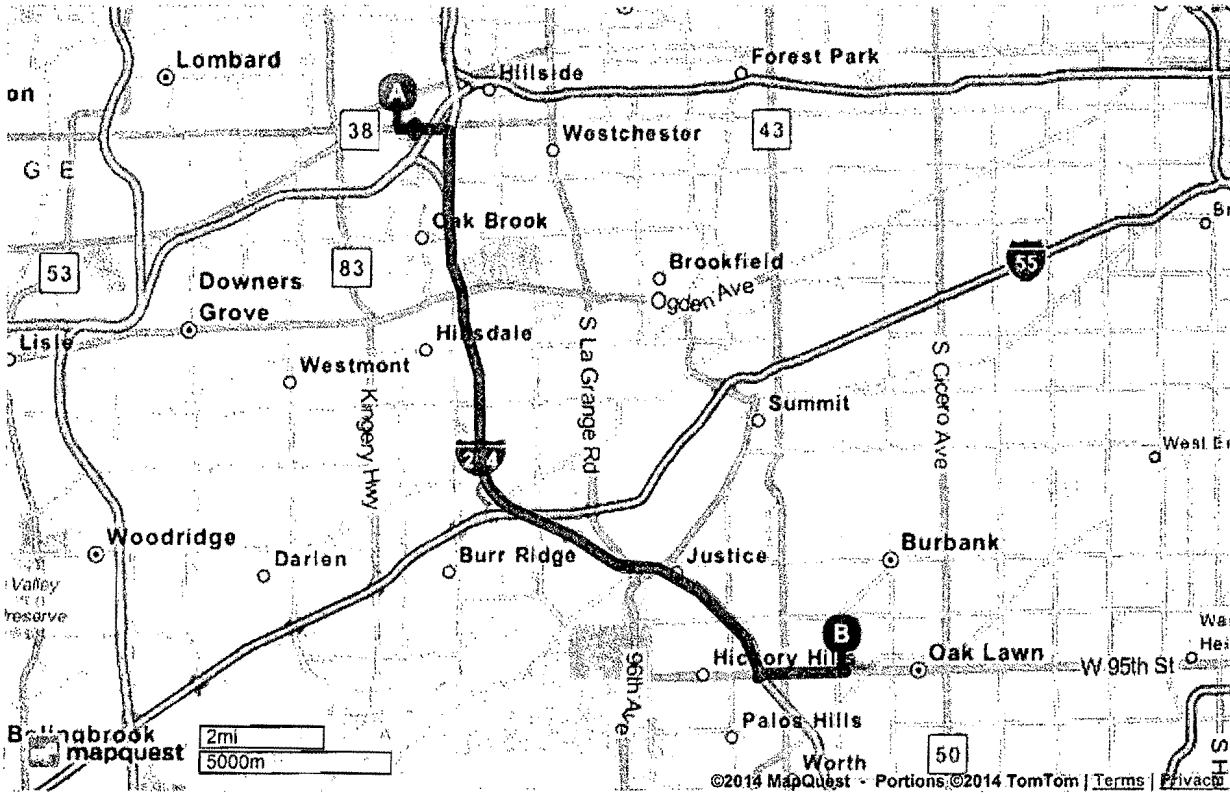 Lombard
Forest Park
Hillside
on
A
38
Westchester
43
G E
Oak Brook
53
83
Downers
Grove
Brookfield
Ogden Ave
55
Lisle
Hinsdale
Westmont
Kingery Hwy
S La Grange Rd
S Cicero Ave
Summit
294
Woodridge
Darien
Burr Ridge
Justice
Burbank
Valley
Preserve
B
Hickory Hills
Oak Lawn
W 95th St
96th Ave
Palos Hills
Bolingbrook
mapquest
2mi
5000m
Worth
50
©2014 MapQuest - Portions ©2014 TomTom | Terms | Privacy